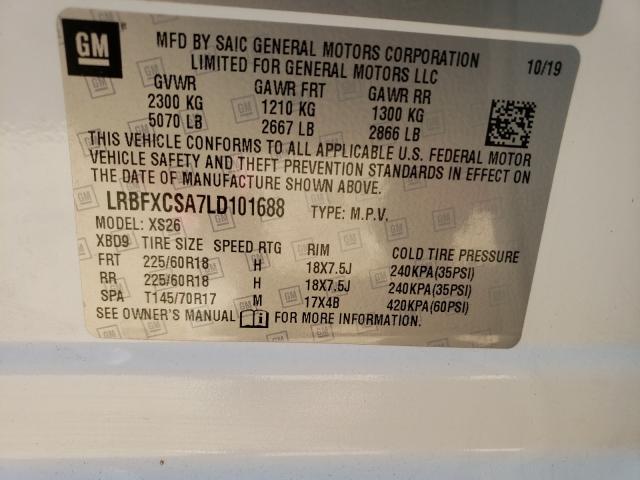 GM
MFD BY SAIC GENERAL MOTORS CORPORATION
LIMITED FOR GENERAL MOTORS LLC
10/19
GVWR GAWR FRT GAWR RR
2300 KG 1210 KG 1300 KG
5070 LB 2667 LB 2866 LB
THIS VEHICLE CONFORMS TO ALL APPLICABLE U.S. FEDERAL MOTOR
VEHICLE SAFETY AND THEFT PREVENTION STANDARDS IN EFFECT ON
THE DATE OF MANUFACTURE SHOWN ABOVE.
LRBFXCSA7LD101688 TYPE: M.P.V.
MODEL: XS26
XBD9 TIRE SIZE SPEED RTG RIM COLD TIRE PRESSURE
FRT 225/60R18 H 18X7.5J 240KPA(35PSI)
RR 225/60R18 H 18X7.5J 240KPA(35PSI)
SPA T145/70R17 M 17X4B 420KPA(60PSI)
SEE OWNER'S MANUAL i FOR MORE INFORMATION.